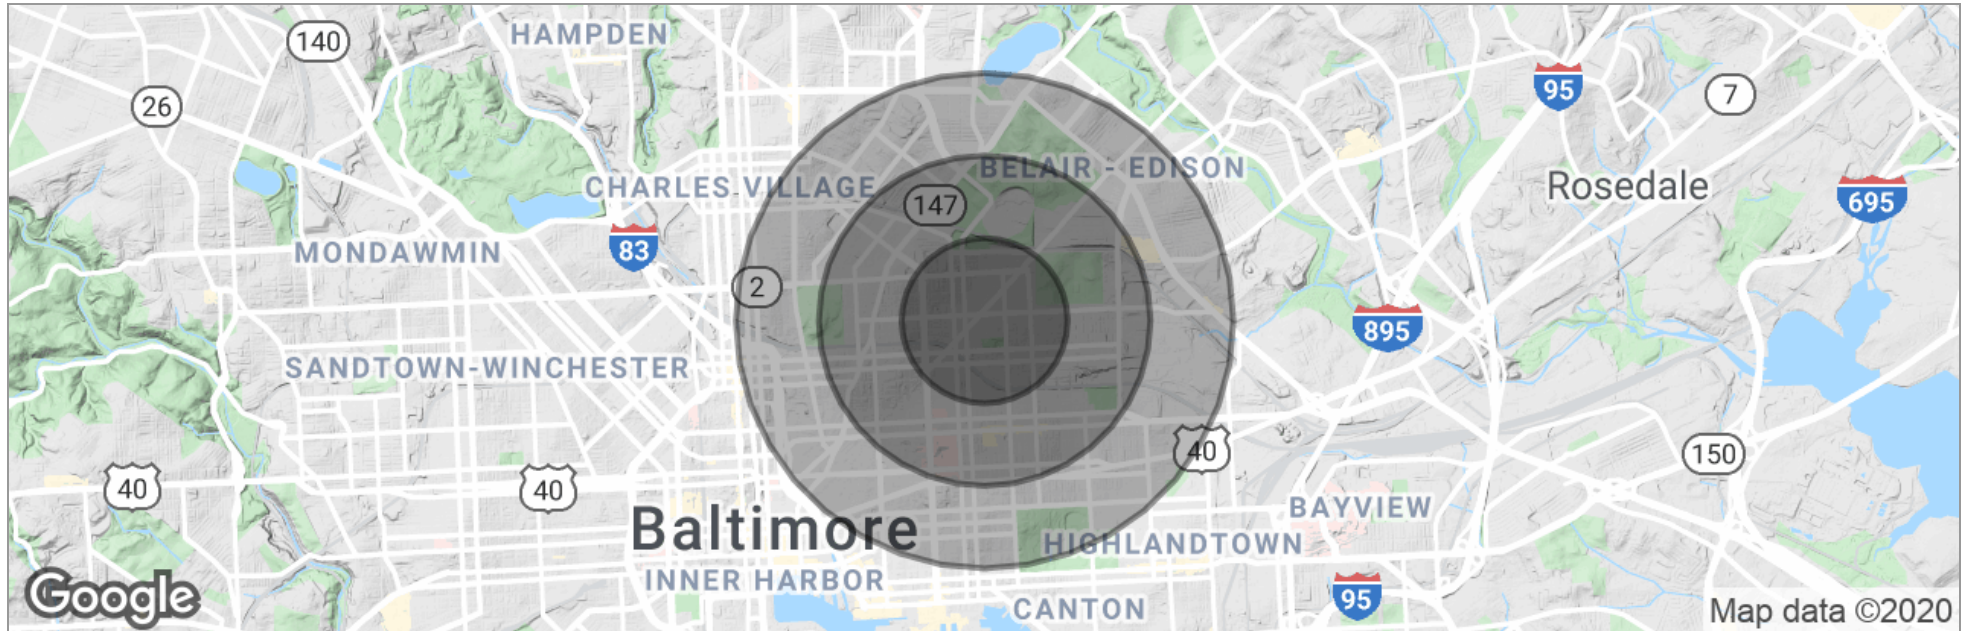 HAMPDEN
140
95
7
26
BELAIR - EDISON
CHARLES VILLAGE
Rosedale
695
147
83
MONDAWMIN
2
895
SANDTOWN-WINCHESTER
40
150
40
40
BAYVIEW
Baltimore
HIGHLANDTOWN
INNER HARBOR
95
Google
CANTON
Map data ©2020